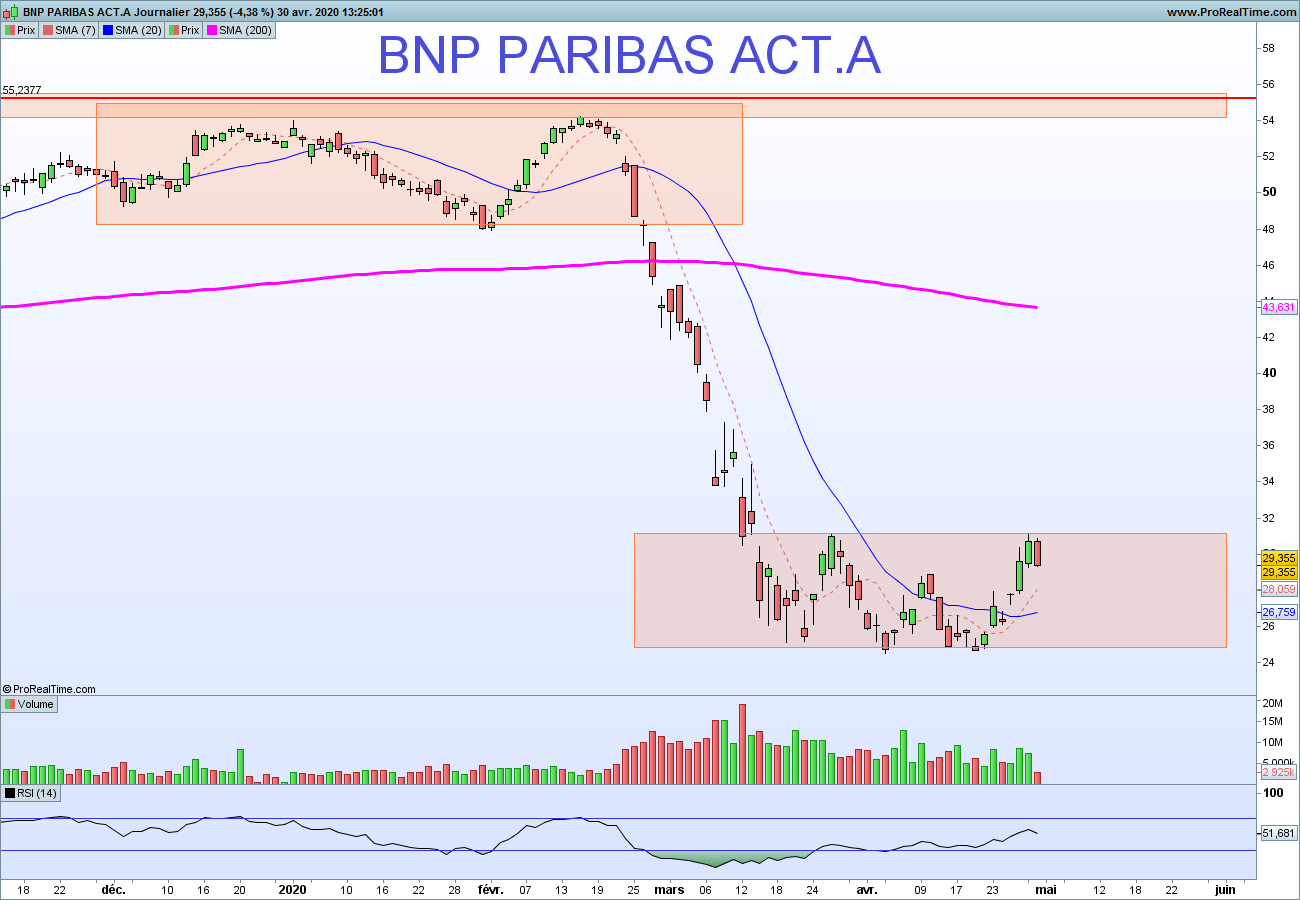 BNP PARIBAS ACT.A Journalier 29,355 (-4,38 %) 30 avr. 2020 13:25:01 www.ProRealTime.com
Prix SMA (7) SMA (20) Prix SMA (200)
BNP PARIBAS ACT.A
58
56
55,2377
54
52
50
48
46
43,631
42
40
38
36
34
32
29,355
29,355
28,059
26,759
26
24
©ProRealTime.com
Volume
20M
15M
10M
5 000k
2 925k
RSI (14)
100
51,681
18 22 déc. 10 16 20 2020 10 16 22 28 févr. 07 13 19 25 mars 06 12 18 24 avr. 09 17 23 mai 12 18 22 juin